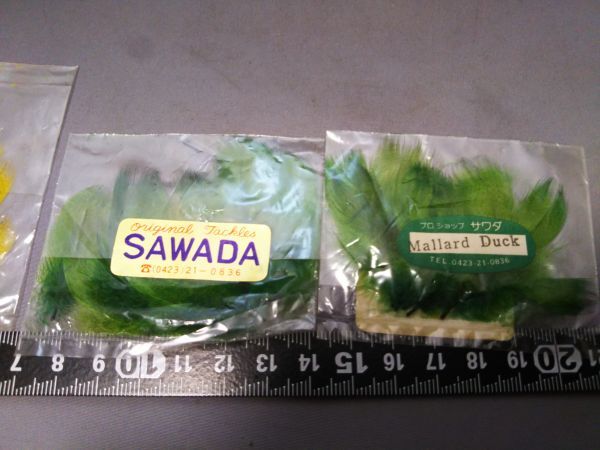 Original Tackles
SAWADA
☎(0423)21-0836
プロショップ サワダ
Mallard Duck
TEL.0423-21-0836
7 8 9 10 11 12 13 14 15 16 17 18 19 20 21